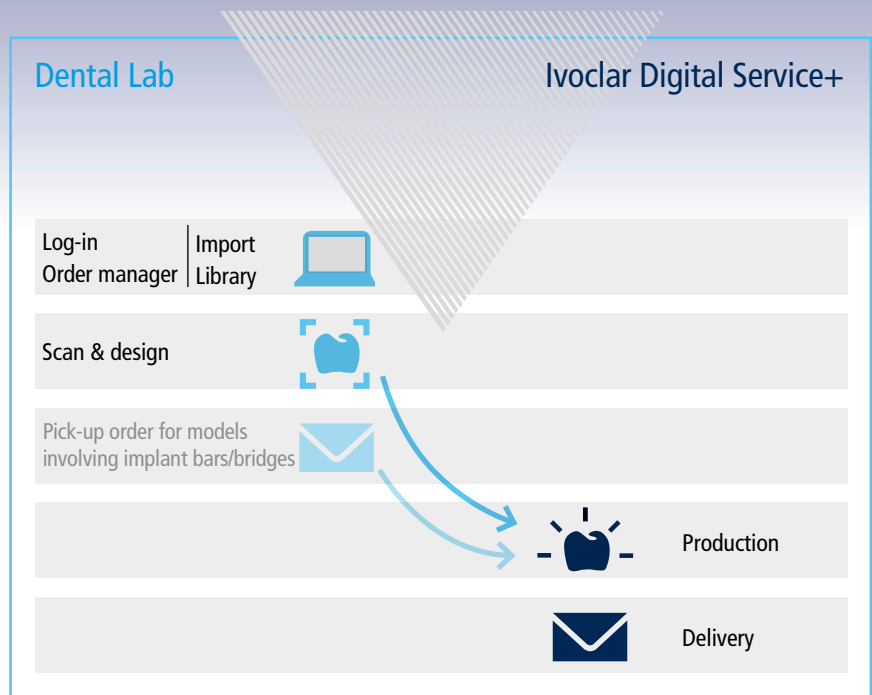 Dental Lab
Ivoclar Digital Service+
Log-in
Order manager
Import
Library
Scan & design
Pick-up order for models
involving implant bars/bridges
Production
Delivery